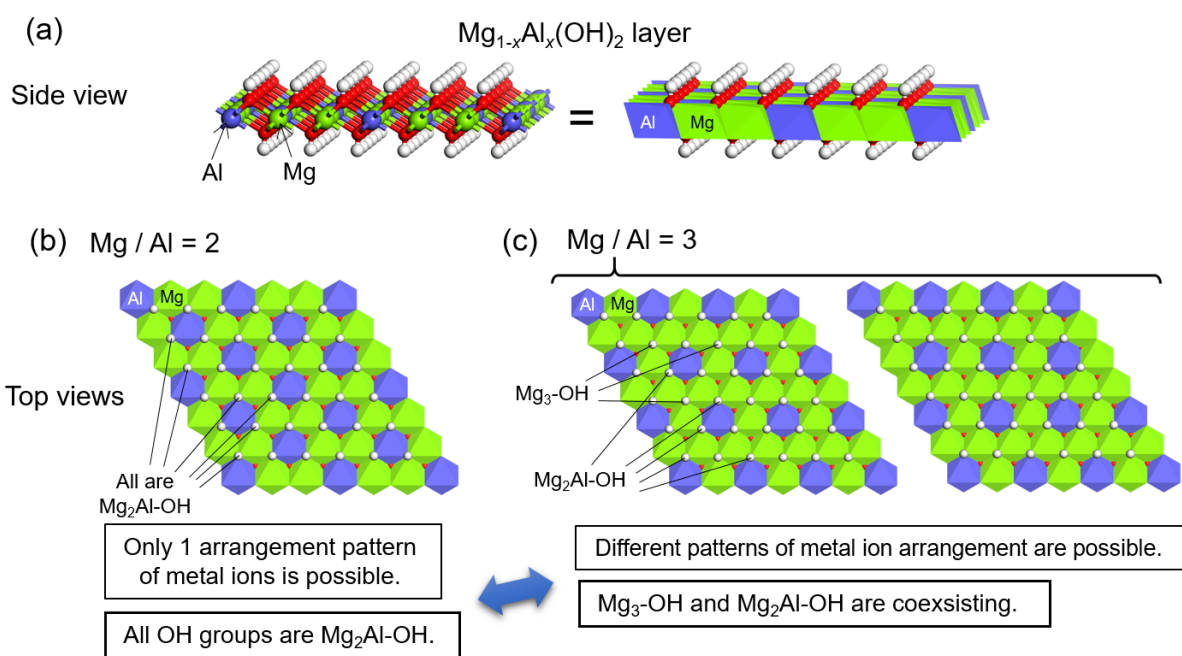 (a)
Mg1-xAlx(OH)2 layer
Side view
Al
Mg
=
Al
Mg
(b) Mg / Al = 2
(c) Mg / Al = 3
Al Mg
Al Mg
Top views
Mg3-OH
Mg2Al-OH
All are
Mg2Al-OH
Only 1 arrangement pattern
of metal ions is possible.
All OH groups are Mg2Al-OH.
Different patterns of metal ion arrangement are possible.
Mg3-OH and Mg2Al-OH are coexsisting.